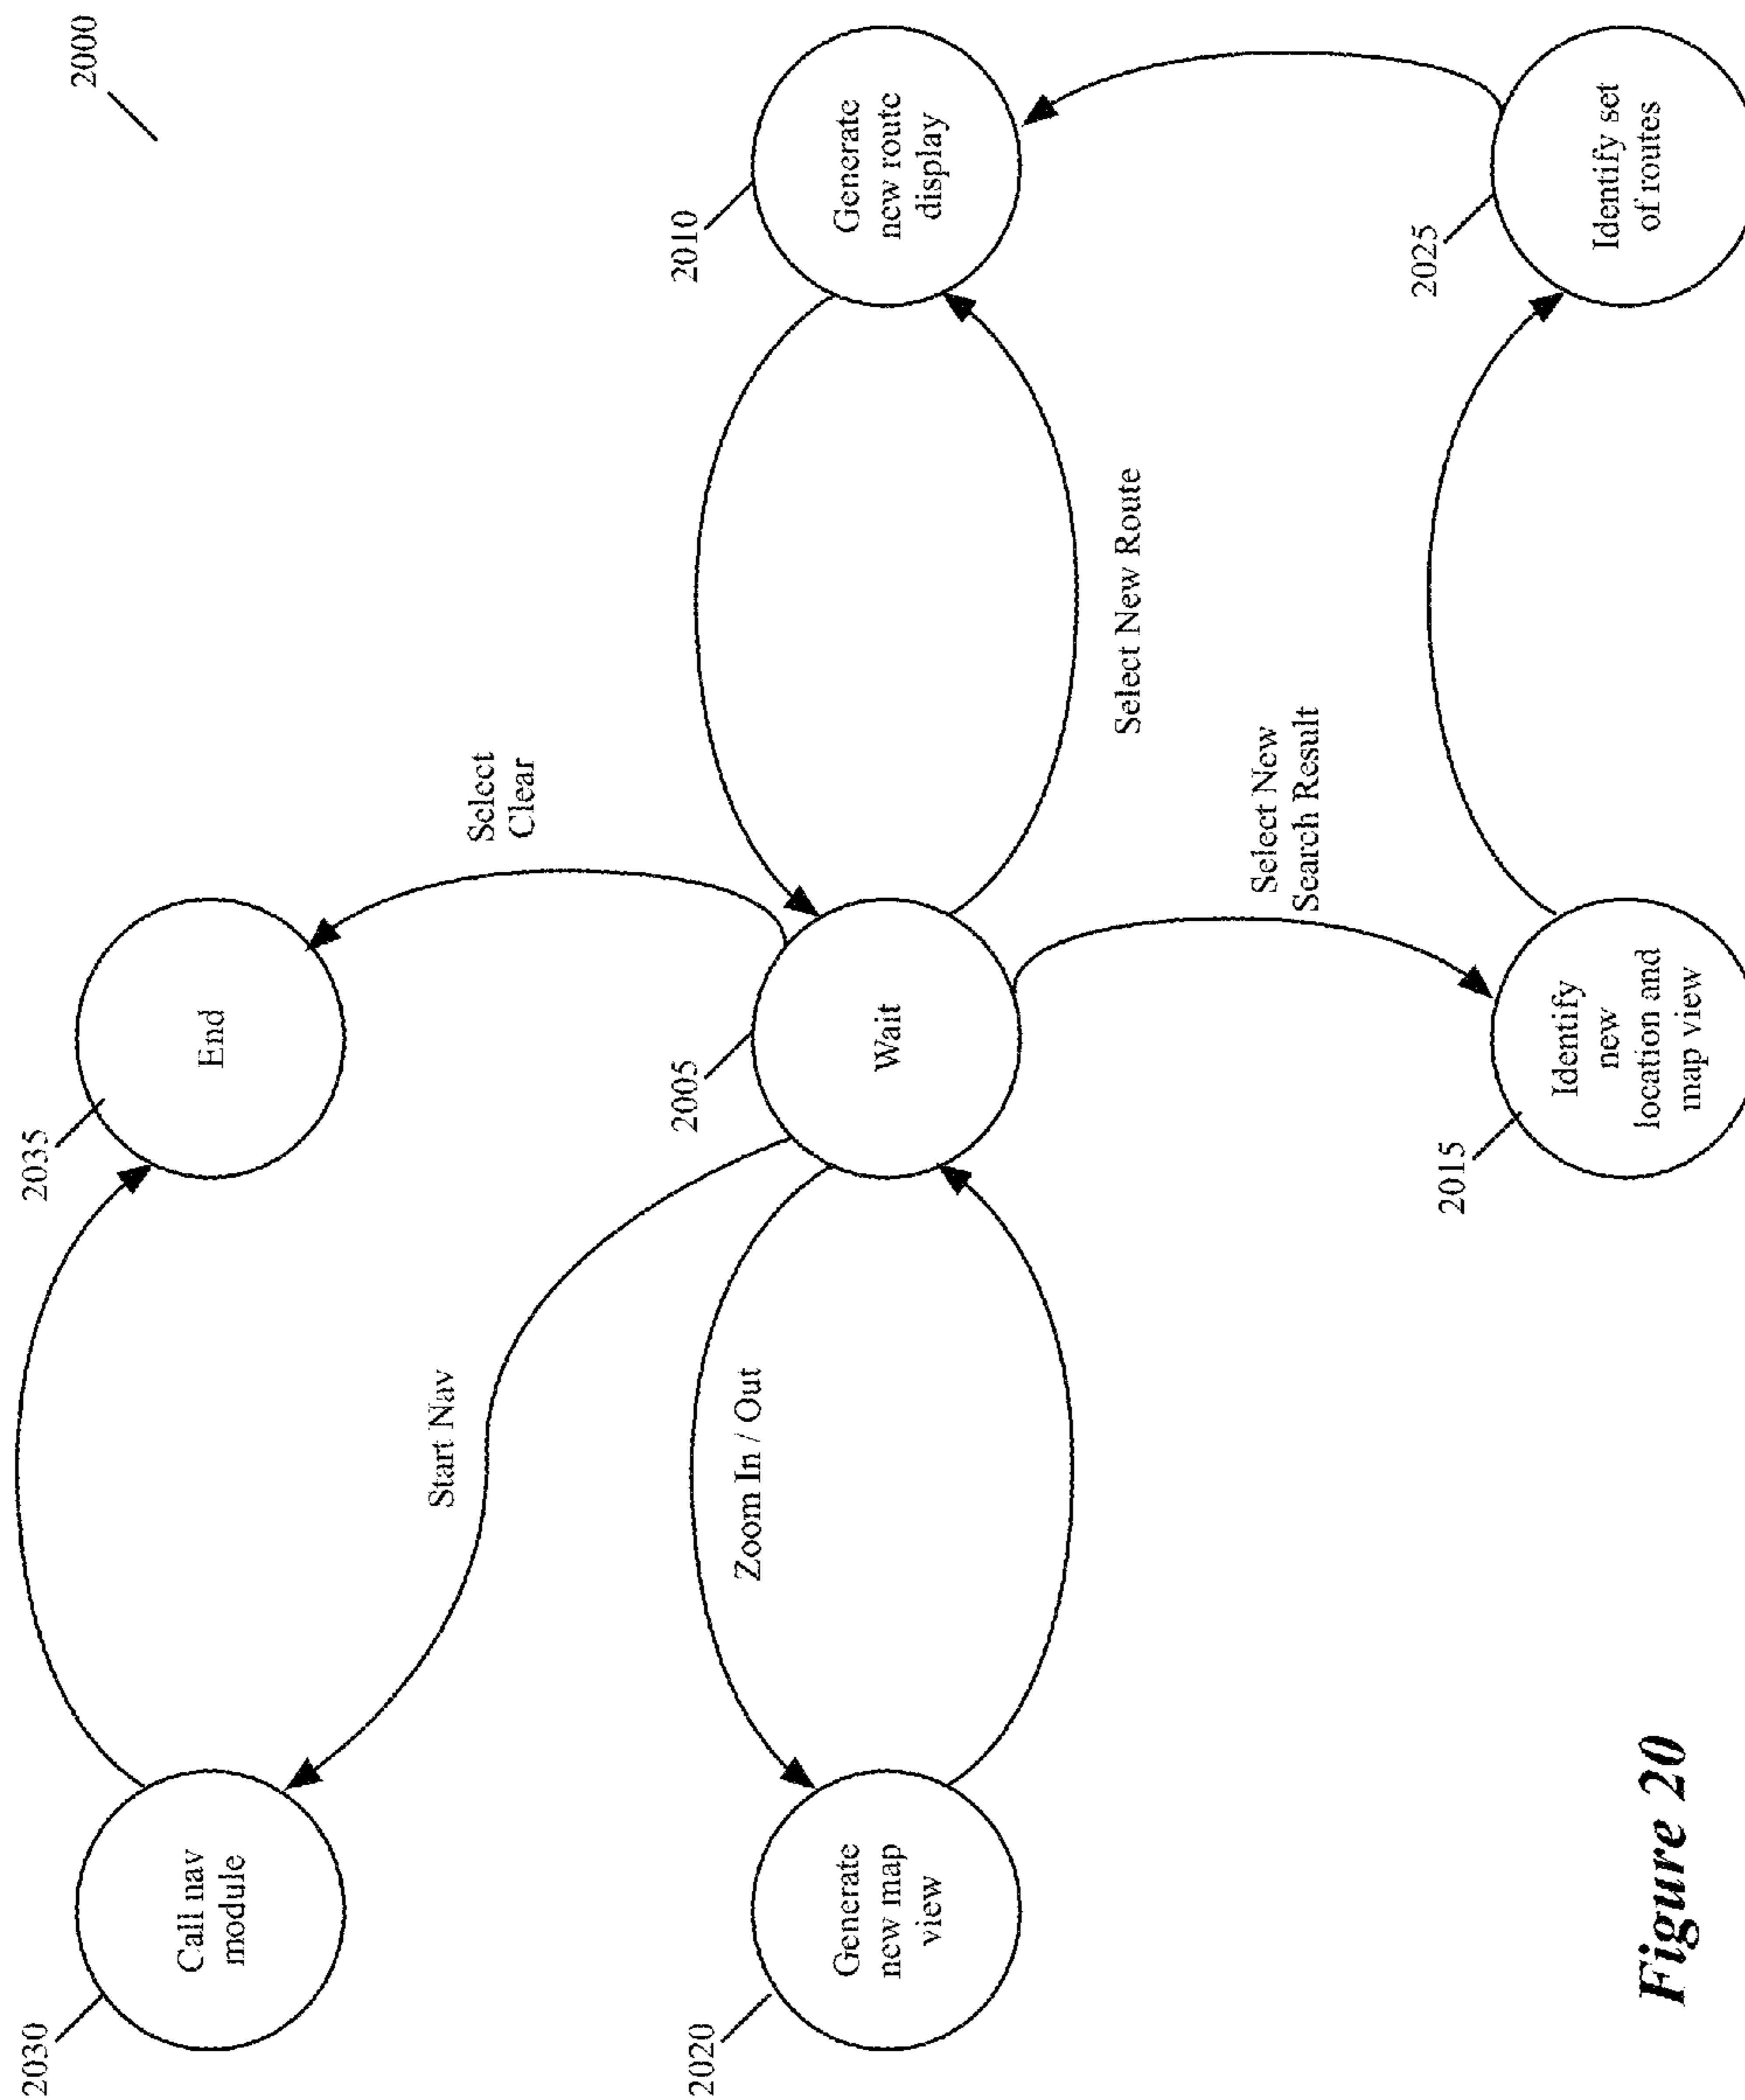 2000
2030
Call nav
module
2035
End
Start Nav
Select
Clear
2020
Generate
new map
view
Zoom In / Out
2005
Wait
2010
Generate
new route
display
Select New Route
Select New
Search Result
2015
Identify
new
location and
map view
2025
Identify set
of routes
Figure 20